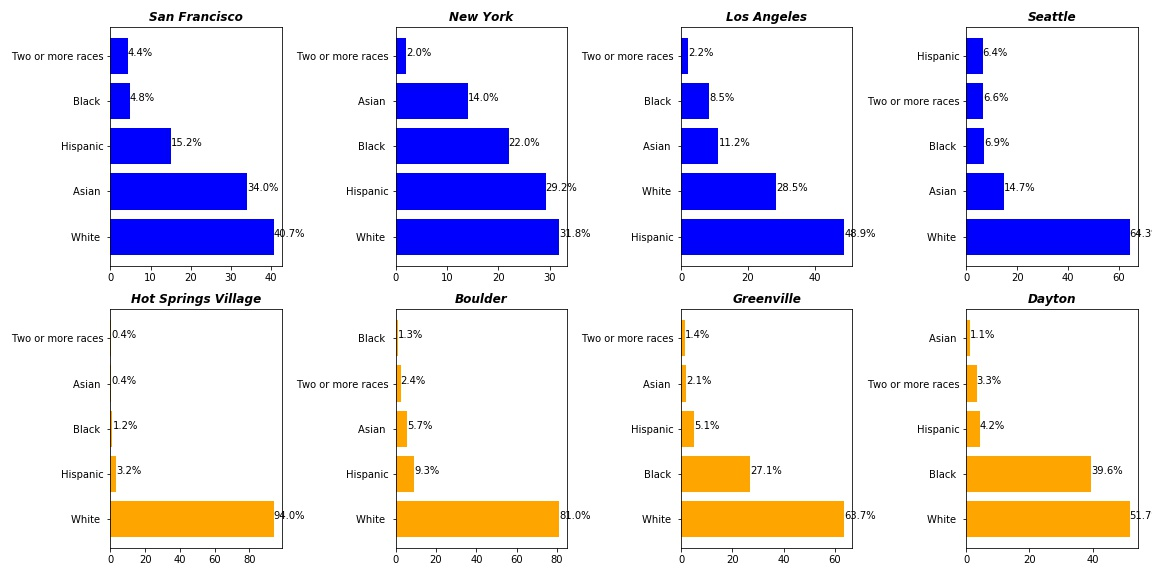 San Francisco
Two or more races 4.4%
Black 4.8%
Hispanic 15.2%
Asian 34.0%
White 40.7%
0 10 20 30 40
New York
Two or more races 2.0%
Asian 14.0%
Black 22.0%
Hispanic 29.2%
White 31.8%
0 10 20 30
Los Angeles
Two or more races 2.2%
Black 8.5%
Asian 11.2%
White 28.5%
Hispanic 48.9%
0 20 40
Seattle
Hispanic 6.4%
Two or more races 6.6%
Black 6.9%
Asian 14.7%
White 64.3
0 20 40 60
Hot Springs Village
Two or more races 0.4%
Asian 0.4%
Black 1.2%
Hispanic 3.2%
White 94.0%
0 20 40 60 80
Boulder
Black 1.3%
Two or more races 2.4%
Asian 5.7%
Hispanic 9.3%
White 81.0%
0 20 40 60 80
Greenville
Two or more races 1.4%
Asian 2.1%
Hispanic 5.1%
Black 27.1%
White 63.7%
0 20 40 60
Dayton
Asian 1.1%
Two or more races 3.3%
Hispanic 4.2%
Black 39.6%
White 51.7
0 20 40